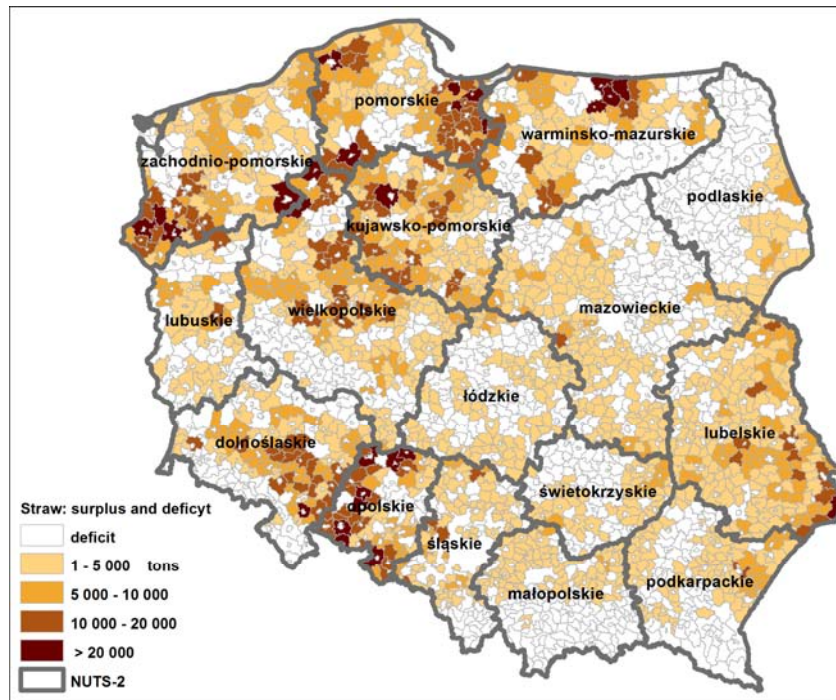 pomorskie
warminsko-mazurskie
zachodnio-pomorskie
podlaskie
kujawsko-pomorskie
mazowieckie
wielkopolskie
lubuskie
łódzkie
lubelskie
dolnośląskie
świetokrzyskie
opolskie
śląskie
podkarpackie
małopolskie
Straw: surplus and deficyt
deficit
1 - 5 000 tons
5 000 - 10 000
10 000 - 20 000
> 20 000
NUTS-2